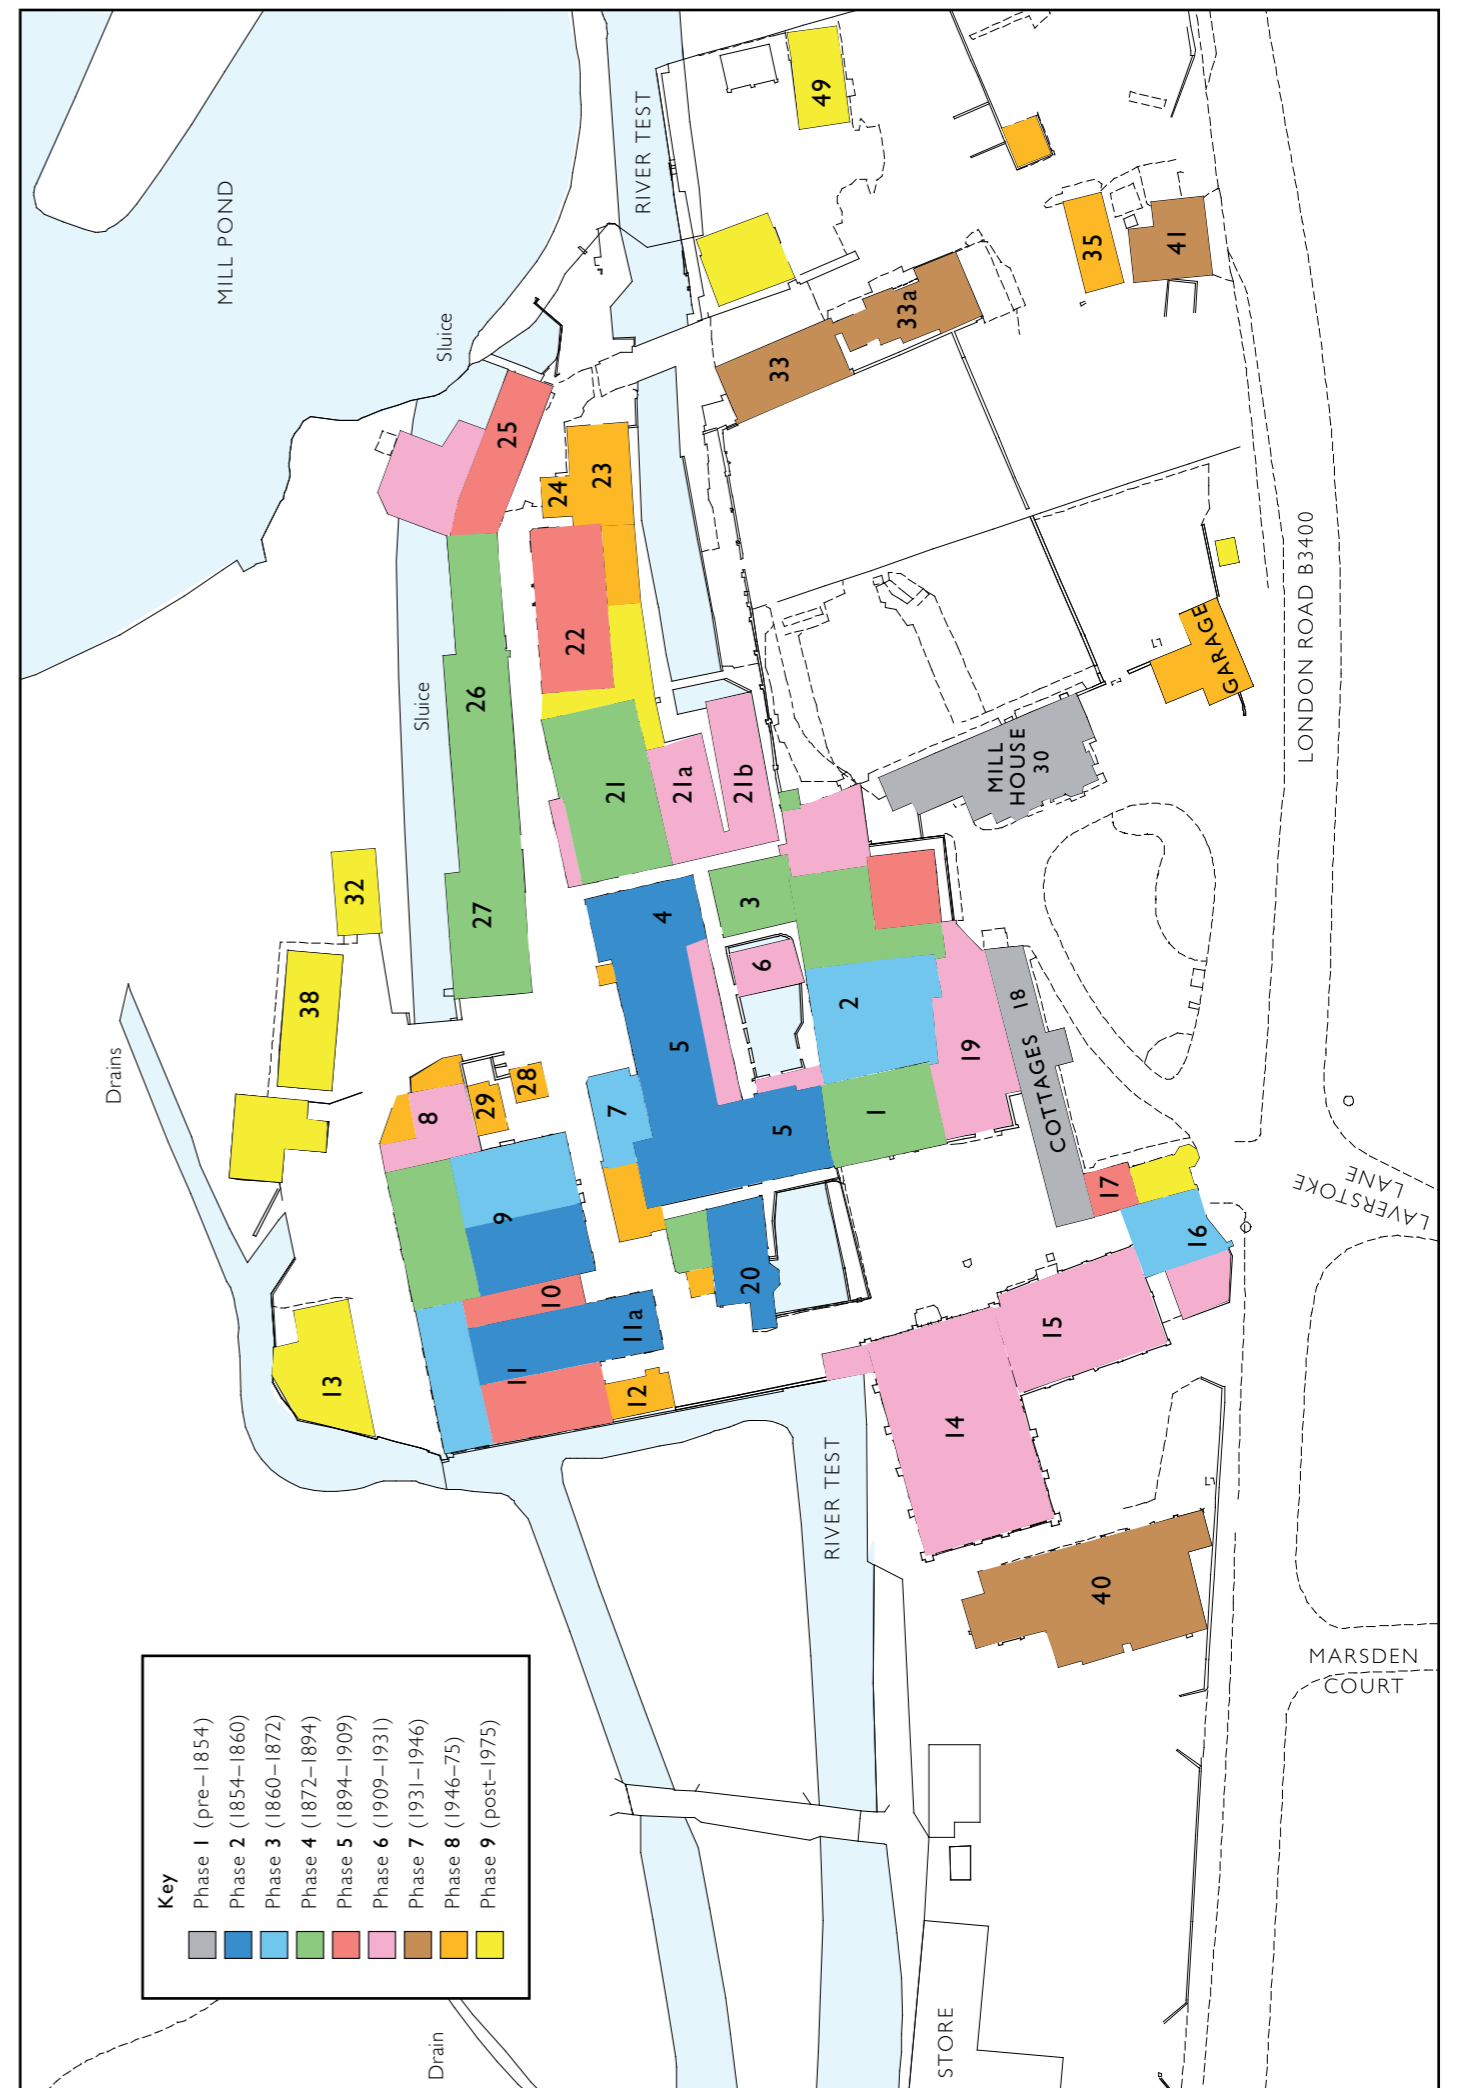 Key
Phase 1 (pre–1854)
Phase 2 (1854–1860)
Phase 3 (1860–1872)
Phase 4 (1872–1894)
Phase 5 (1894–1909)
Phase 6 (1909–1931)
Phase 7 (1931–1946)
Phase 8 (1946–75)
Phase 9 (post–1975)
Drain
STORE
Drains
MILL POND
Sluice
Sluice
RIVER TEST
RIVER TEST
13
38
32
8
29
28
9
10
11
11a
12
7
20
5
5
4
3
6
2
1
19
COTTAGES 18
17
16
15
14
40
27
26
25
24
23
22
21
21a
21b
MILL
HOUSE
30
33
33a
49
35
41
GARAGE
LONDON ROAD B3400
LAVERSTOKE
LANE
MARSDEN
COURT